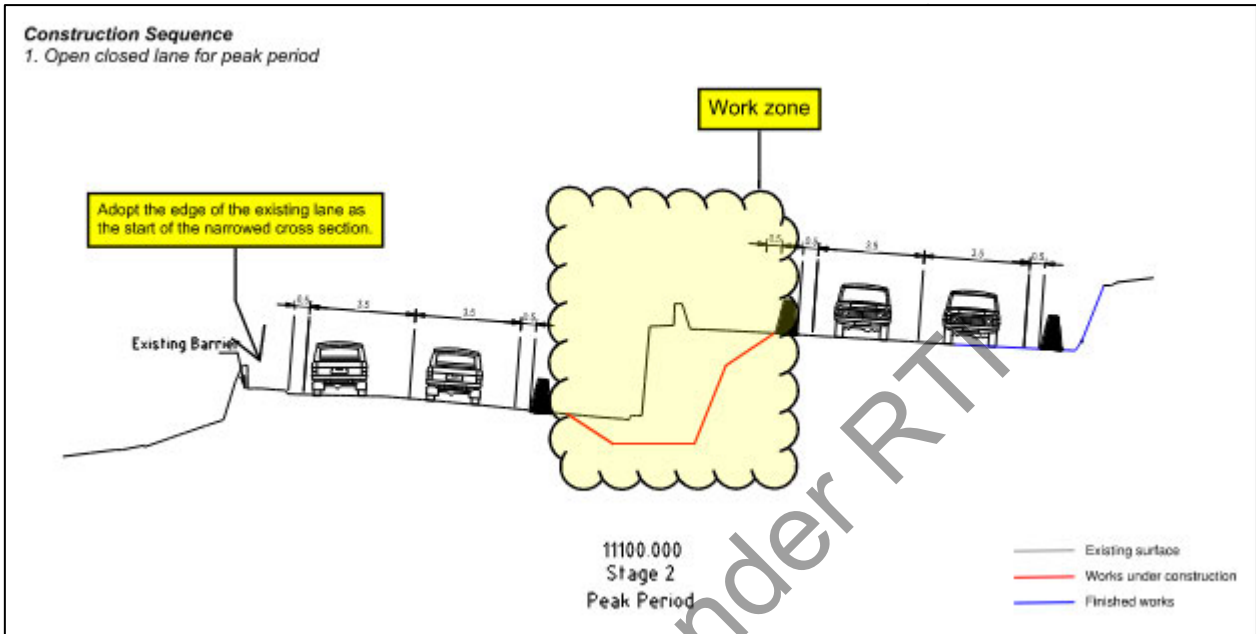 Construction Sequence
1. Open closed lane for peak period
Work zone
Adopt the edge of the existing lane as
the start of the narrowed cross section.
0.5
0.5
3.5
3.5
0.5
0.5
3.5
3.5
0.5
Existing Barrier
11100.000
Stage 2
Peak Period
Existing surface
Works under construction
Finished works
nder RTI